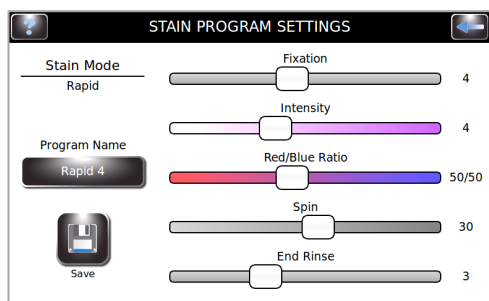 ?
STAIN PROGRAM SETTINGS
Stain Mode
Rapid
Program Name
Rapid 4
Save
Fixation
4
Intensity
4
Red/Blue Ratio
50/50
Spin
30
End Rinse
3